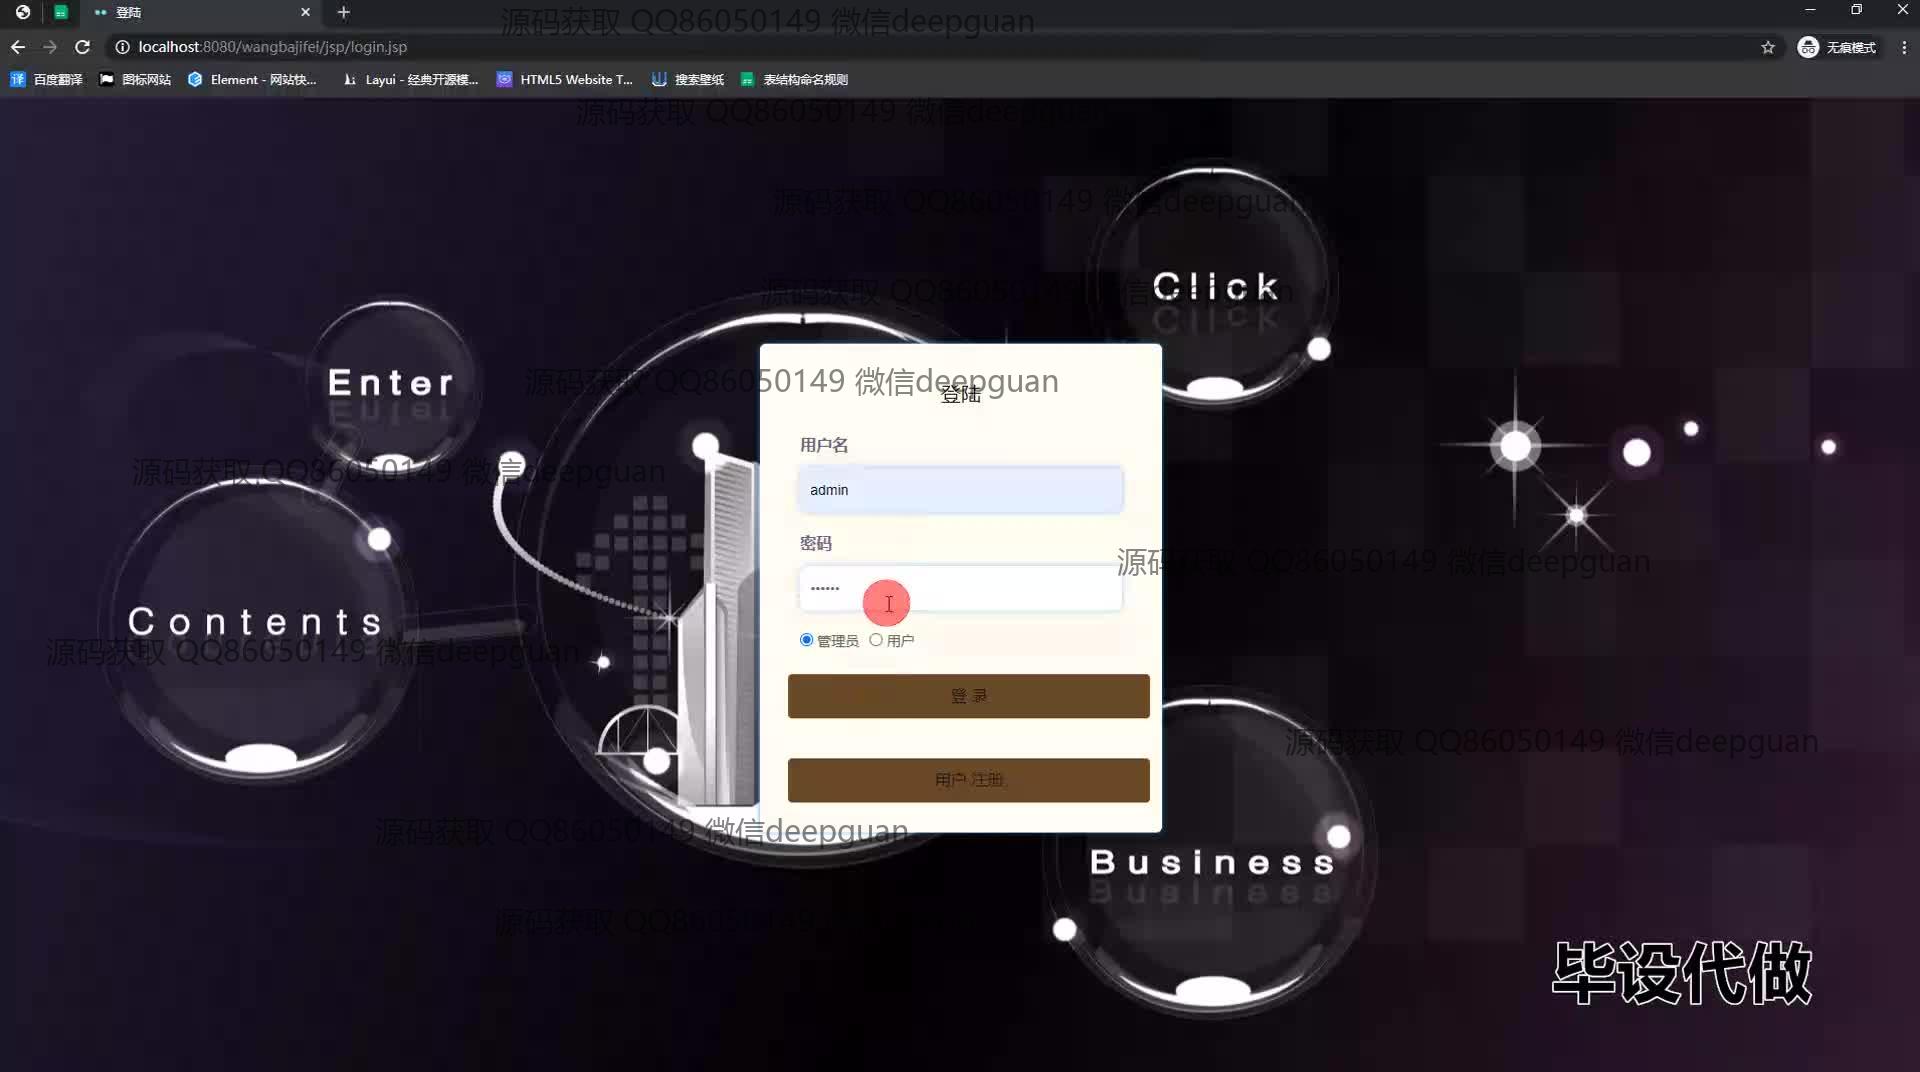 登陆
localhost:8080/wangbajifei/jsp/login.jsp
无痕模式
百度翻译
图标网站
Element - 网站快...
Layui - 经典开源模...
HTML5 Website T...
搜索壁纸
表结构命名规则
源码获取 QQ86050149 微信deepguan
源码获取 QQ86050149 微信deepguan
源码获取 QQ86050149 微信deepguan
源码获取 QQ86050149 微信deepguan
Click
Enter
源码获取 QQ86050149 微信deepguan
登陆
用户名
源码获取 QQ86050149 微信deepguan
admin
密码
源码获取 QQ86050149 微信deepguan
••••••
Contents
管理员
用户
源码获取 QQ86050149 微信deepguan
登 录
源码获取 QQ86050149 微信deepguan
用户 注册
源码获取 QQ86050149 微信deepguan
Business
源码获取 QQ86050149
毕设代做